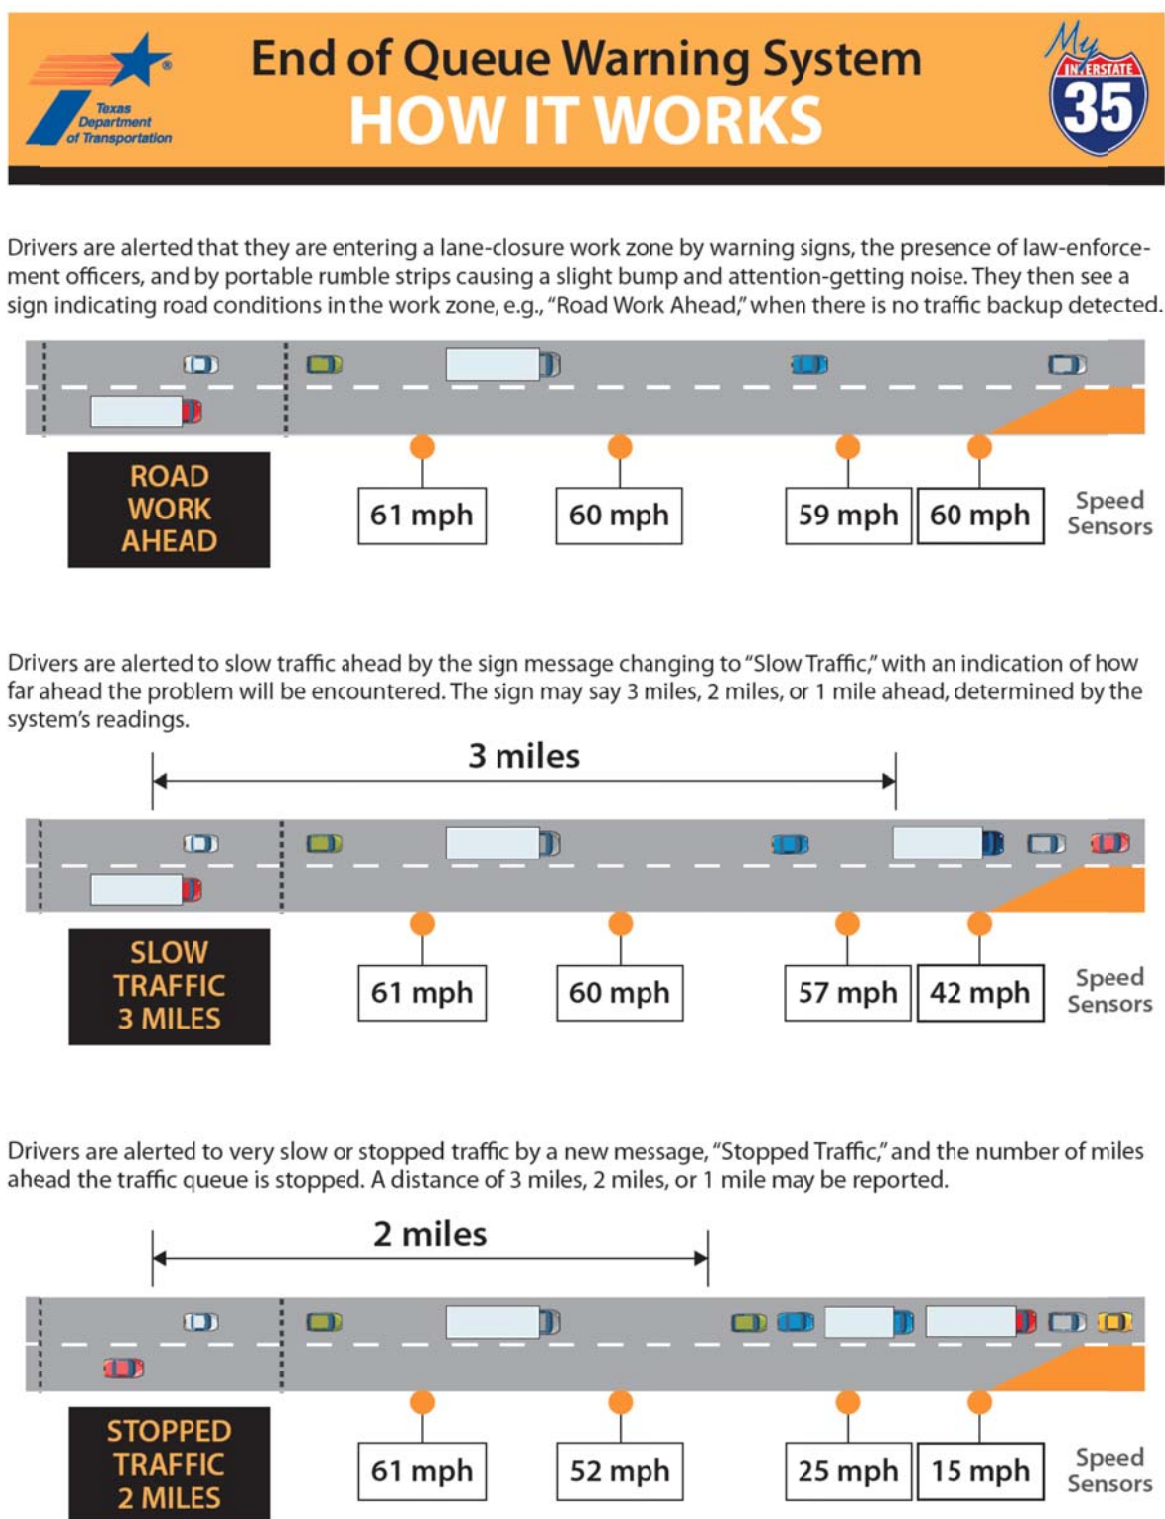 End of Queue Warning System
HOW IT WORKS
Texas
Department
of Transportation
®
My
INTERSTATE
35
Drivers are alerted that they are entering a lane-closure work zone by warning signs, the presence of law-enforce-
ment officers, and by portable rumble strips causing a slight bump and attention-getting noise. They then see a
sign indicating road conditions in the work zone, e.g., “Road Work Ahead,” when there is no traffic backup detected.
ROAD
WORK
AHEAD
61 mph
60 mph
59 mph
60 mph
Speed
Sensors
Drivers are alerted to slow traffic ahead by the sign message changing to “Slow Traffic,” with an indication of how
far ahead the problem will be encountered. The sign may say 3 miles, 2 miles, or 1 mile ahead, determined by the
system’s readings.
3 miles
SLOW
TRAFFIC
3 MILES
61 mph
60 mph
57 mph
42 mph
Speed
Sensors
Drivers are alerted to very slow or stopped traffic by a new message, “Stopped Traffic,” and the number of miles
ahead the traffic queue is stopped. A distance of 3 miles, 2 miles, or 1 mile may be reported.
2 miles
STOPPED
TRAFFIC
2 MILES
61 mph
52 mph
25 mph
15 mph
Speed
Sensors